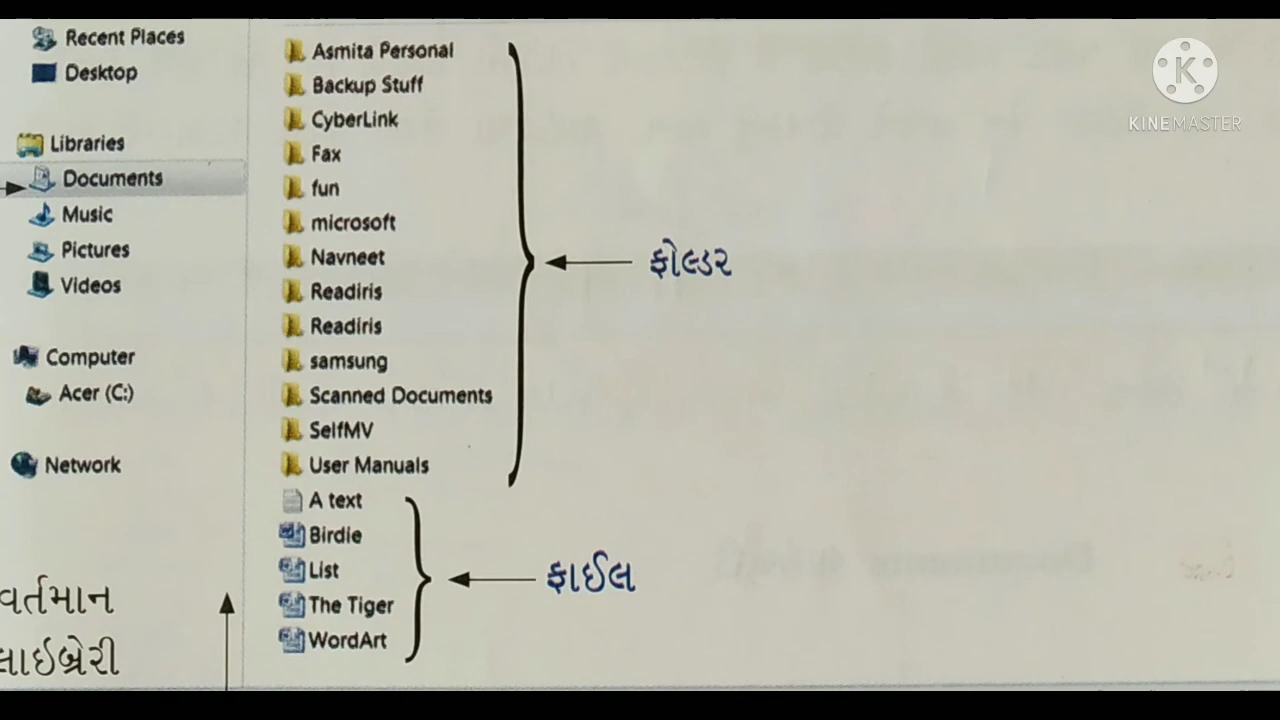 Recent Places
Desktop
Libraries
Documents
Music
Pictures
Videos
Computer
Acer (C:)
Network
વર્તમાન
લાઇબ્રેરી
Asmita Personal
Backup Stuff
CyberLink
Fax
fun
microsoft
Navneet
Readiris
Readiris
samsung
Scanned Documents
SelfMV
User Manuals
A text
Birdie
List
The Tiger
WordArt
ફોલ્ડર
ફાઈલ
K
KINEMASTER